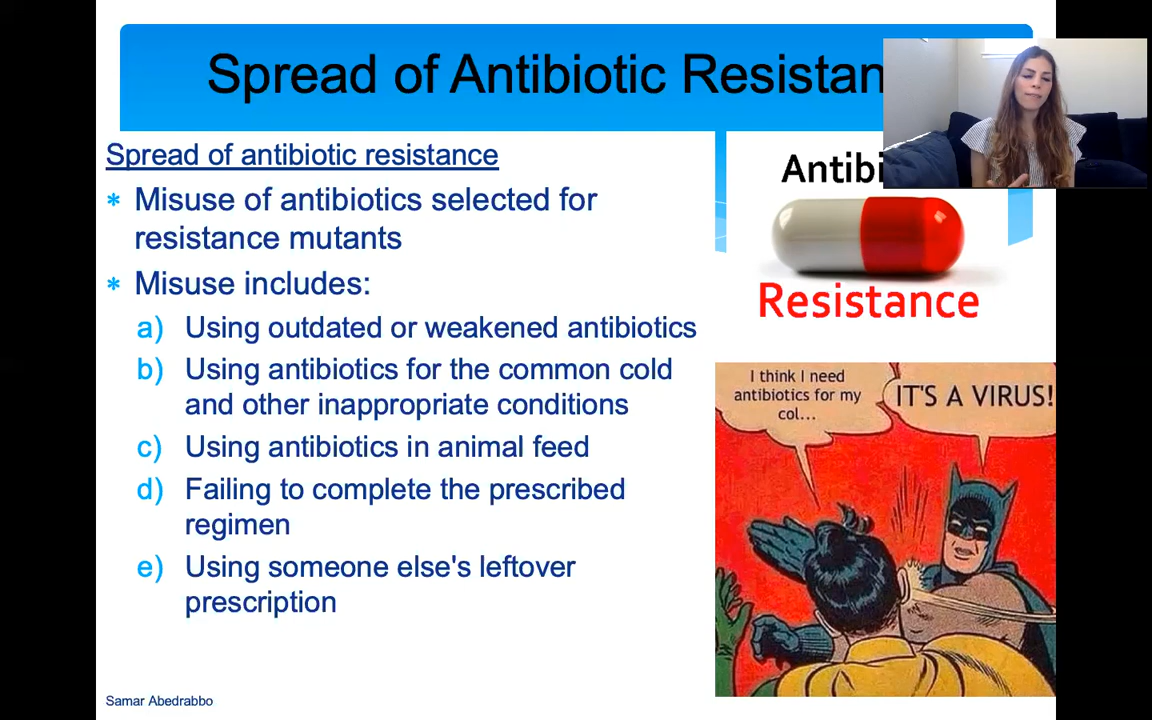 Spread of Antibiotic Resistan
Spread of antibiotic resistance
* Misuse of antibiotics selected for
resistance mutants
* Misuse includes:
a) Using outdated or weakened antibiotics
b) Using antibiotics for the common cold
and other inappropriate conditions
c) Using antibiotics in animal feed
d) Failing to complete the prescribed
regimen
e) Using someone else's leftover
prescription
Antibi
Resistance
I think I need
antibiotics for my
col...
IT'S A VIRUS!
Samar Abedrabbo